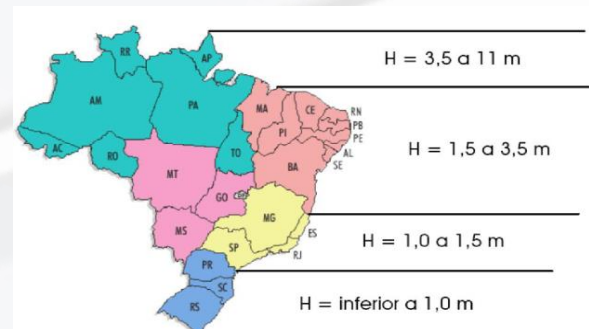 RR
AP
H = 3,5 a 11 m
AM
PA
MA
CE
RN
PB
PE
AL
SE
PI
AC
RO
TO
BA
H = 1,5 a 3,5 m
MT
GO
DF
MG
ES
MS
SP
RJ
H = 1,0 a 1,5 m
PR
SC
RS
H = inferior a 1,0 m